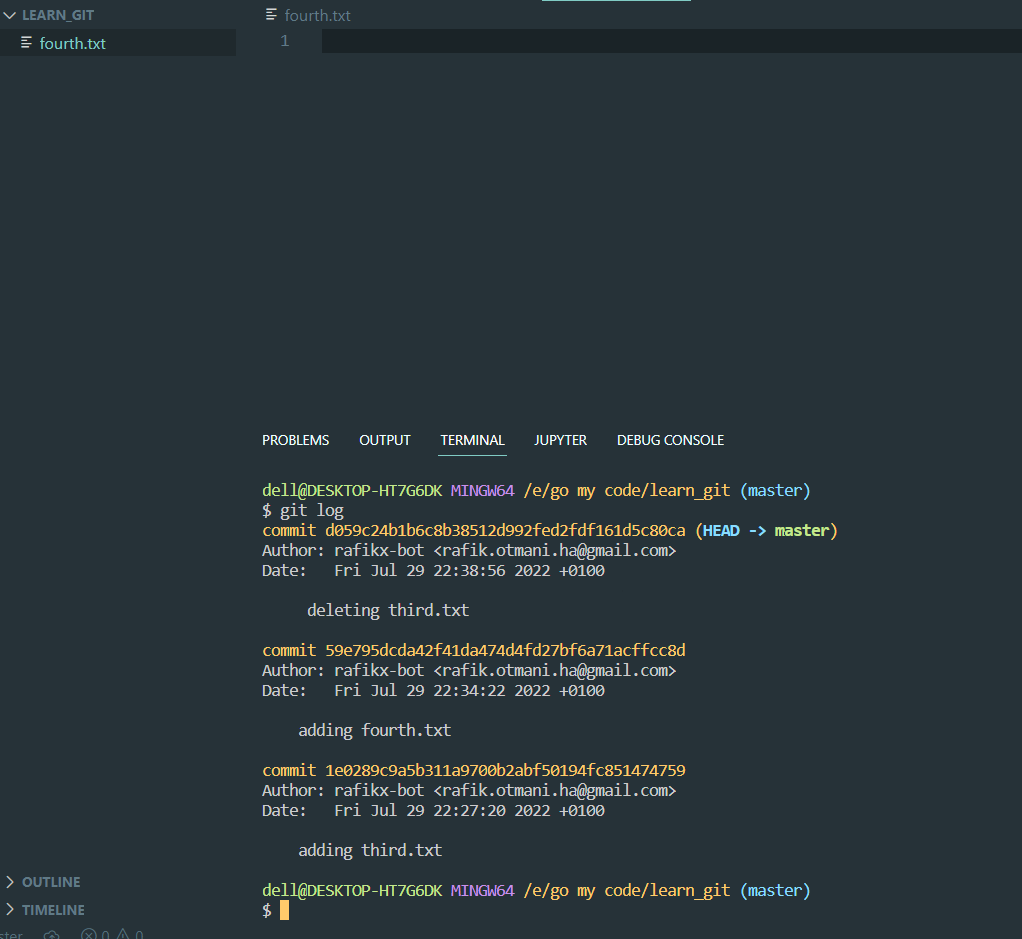 LEARN_GIT
fourth.txt
fourth.txt
1
PROBLEMS OUTPUT TERMINAL JUPYTER DEBUG CONSOLE
dell@DESKTOP-HT7G6DK MINGW64 /e/go my code/learn_git (master)
$ git log
commit d059c24b1b6c8b38512d992fed2fdf161d5c80ca (HEAD -> master)
Author: rafikx-bot <rafik.otmani.ha@gmail.com>
Date:   Fri Jul 29 22:38:56 2022 +0100
deleting third.txt
commit 59e795dcda42f41da474d4fd27bf6a71acffcc8d
Author: rafikx-bot <rafik.otmani.ha@gmail.com>
Date:   Fri Jul 29 22:34:22 2022 +0100
adding fourth.txt
commit 1e0289c9a5b311a9700b2abf50194fc851474759
Author: rafikx-bot <rafik.otmani.ha@gmail.com>
Date:   Fri Jul 29 22:27:20 2022 +0100
adding third.txt
dell@DESKTOP-HT7G6DK MINGW64 /e/go my code/learn_git (master)
$
OUTLINE
TIMELINE
ster 0 0